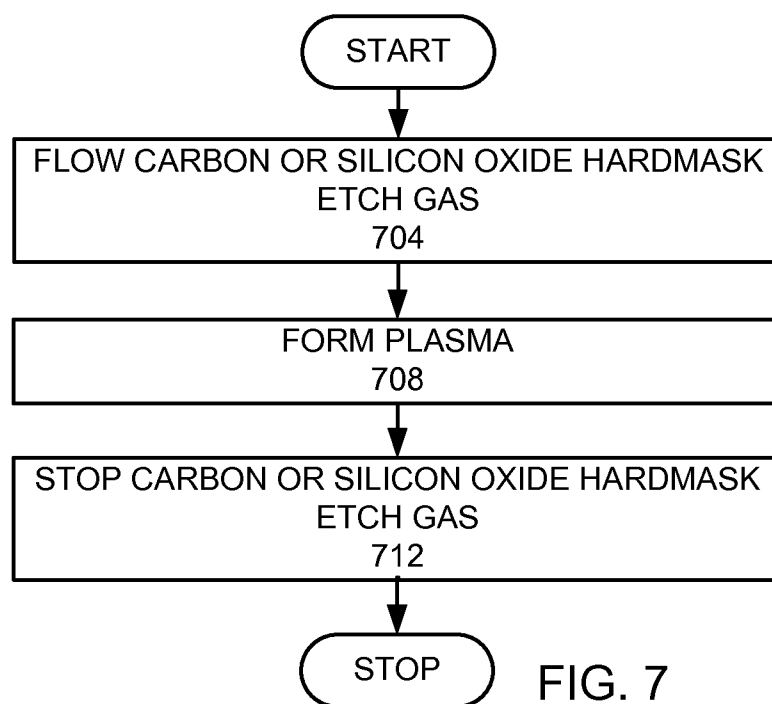 START
FLOW CARBON OR SILICON OXIDE HARDMASK
ETCH GAS
704
FORM PLASMA
708
STOP CARBON OR SILICON OXIDE HARDMASK
ETCH GAS
712
STOP
FIG. 7